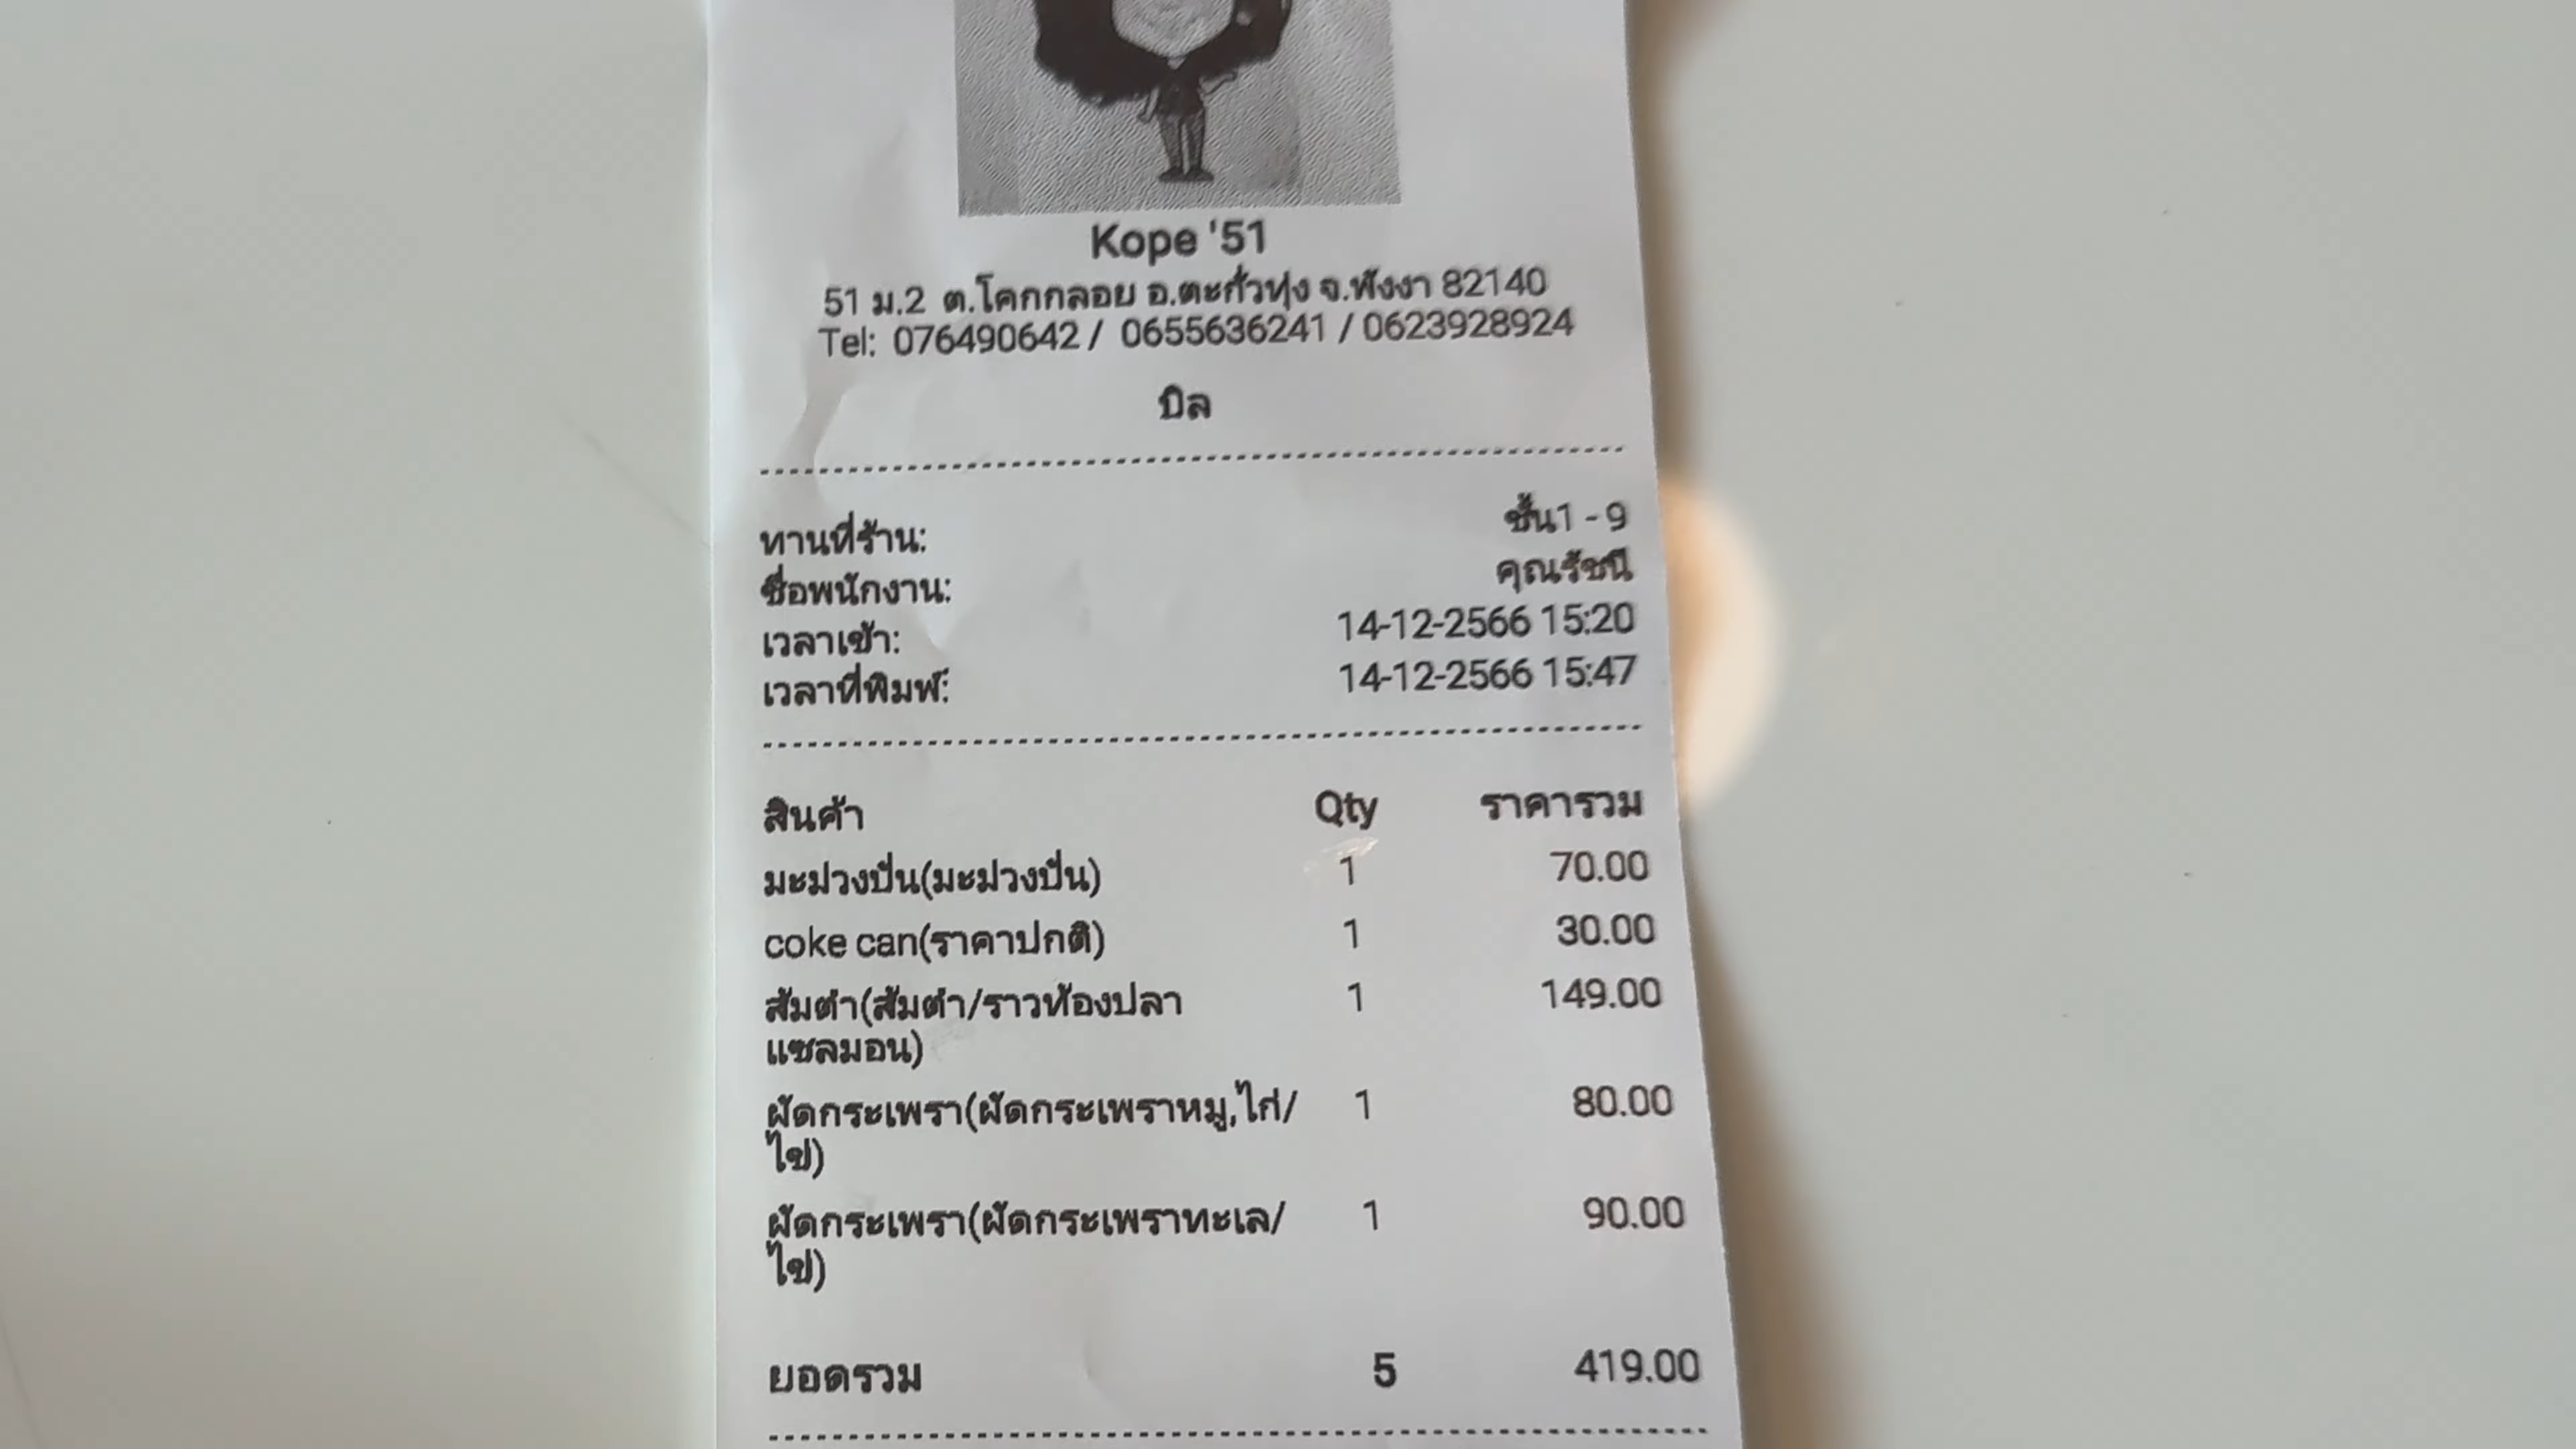 Kope '51
51 ม.2 ต.โคกกลอย อ.ตะกั่วทุ่ง จ.พังงา 82140
Tel: 076490642 / 0655636241 / 0623928924
บิล
ทานที่ร้าน: ชั้น1 - 9
ชื่อพนักงาน: คุณรัชนี
เวลาเข้า: 14-12-2566 15:20
เวลาที่พิมพ์: 14-12-2566 15:47
สินค้า Qty ราคารวม
มะม่วงปั่น(มะม่วงปั่น) 1 70.00
coke can(ราคาปกติ) 1 30.00
ส้มตำ(ส้มตำ/ราวท้องปลา 1 149.00
แซลมอน)
ผัดกระเพรา(ผัดกระเพราหมู,ไก่/ 1 80.00
ไข่)
ผัดกระเพรา(ผัดกระเพราทะเล/ 1 90.00
ไข่)
ยอดรวม 5 419.00